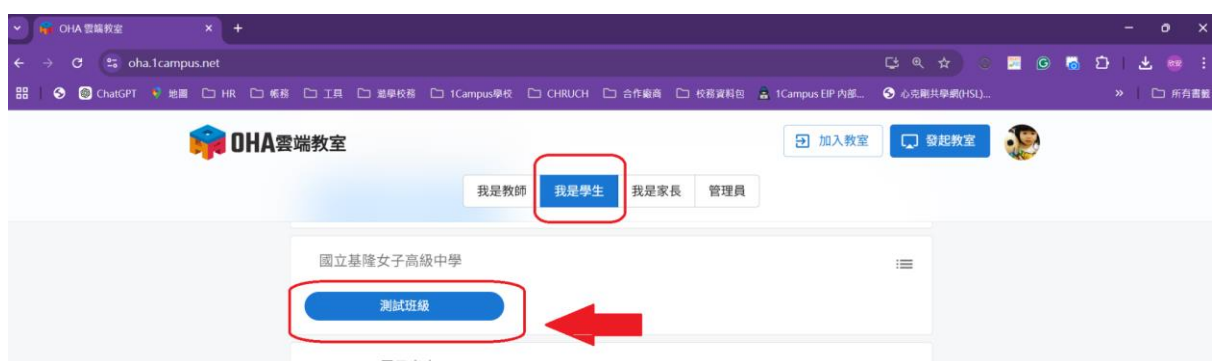 OHA 雲端教室
oha.1campus.net
ChatGPT 地圖 HR 帳務 工具 1Campus學校 CHRUCH 合作廠商 校務資料包 1Campus EIP 內部... 心克剛共學網(HSL)... » 所有書籤
OHA雲端教室 加入教室 發起教室
我是教師 我是學生 我是家長 管理員
國立基隆女子高級中學
測試班級